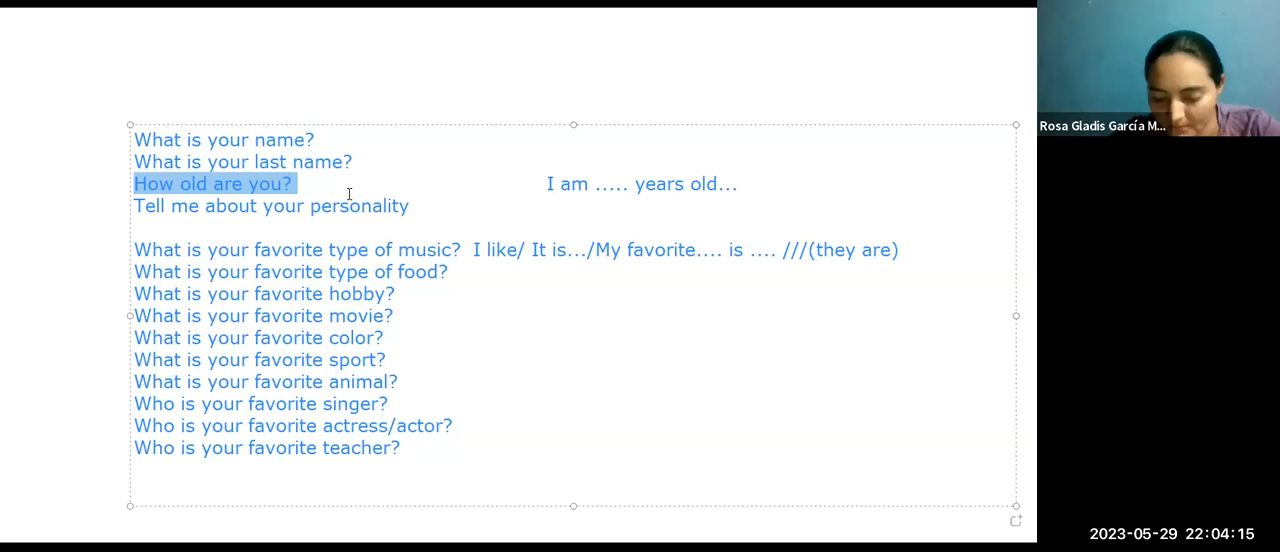 What is your name?
What is your last name?
How old are you? I am ..... years old...
Tell me about your personality
What is your favorite type of music? I like/ It is.../My favorite.... is .... ///(they are)
What is your favorite type of food?
What is your favorite hobby?
What is your favorite movie?
What is your favorite color?
What is your favorite sport?
What is your favorite animal?
Who is your favorite singer?
Who is your favorite actress/actor?
Who is your favorite teacher?
Rosa Gladis García M...
2023-05-29 22:04:15